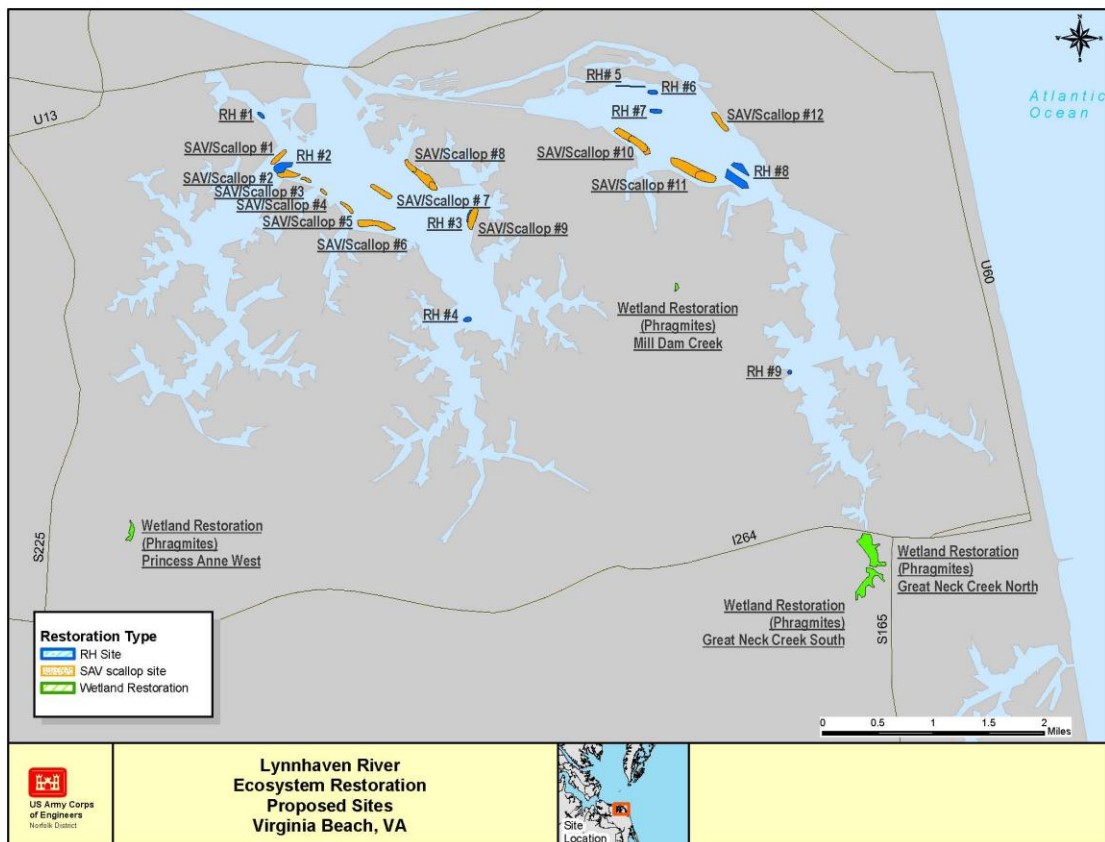 N
W
E
S
Atlantic
Ocean
U13
RH #1
RH# 5
RH #6
RH #7
SAV/Scallop #12
SAV/Scallop #1
RH #2
SAV/Scallop #8
SAV/Scallop #10
SAV/Scallop #2
RH #8
SAV/Scallop #3
SAV/Scallop #11
SAV/Scallop #4
SAV/Scallop # 7
SAV/Scallop #5
RH #3
SAV/Scallop #9
SAV/Scallop #6
U60
RH #4
Wetland Restoration
(Phragmites)
Mill Dam Creek
RH #9
S225
Wetland Restoration
(Phragmites)
Princess Anne West
I264
Wetland Restoration
(Phragmites)
Great Neck Creek North
Wetland Restoration
(Phragmites)
Great Neck Creek South
S165
Restoration Type
RH Site
SAV scallop site
Wetland Restoration
0 0.5 1 1.5 2
Miles
US Army Corps
of Engineers
Norfolk District
Lynnhaven River
Ecosystem Restoration
Proposed Sites
Virginia Beach, VA
Site
Location